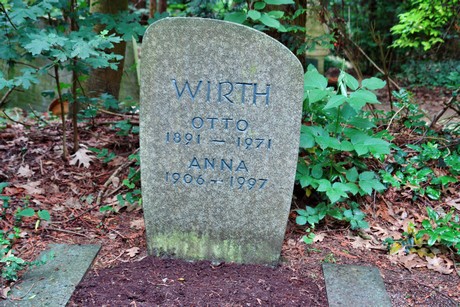 WIRTH
OTTO
1891 – 1971
ANNA
1906 – 1997